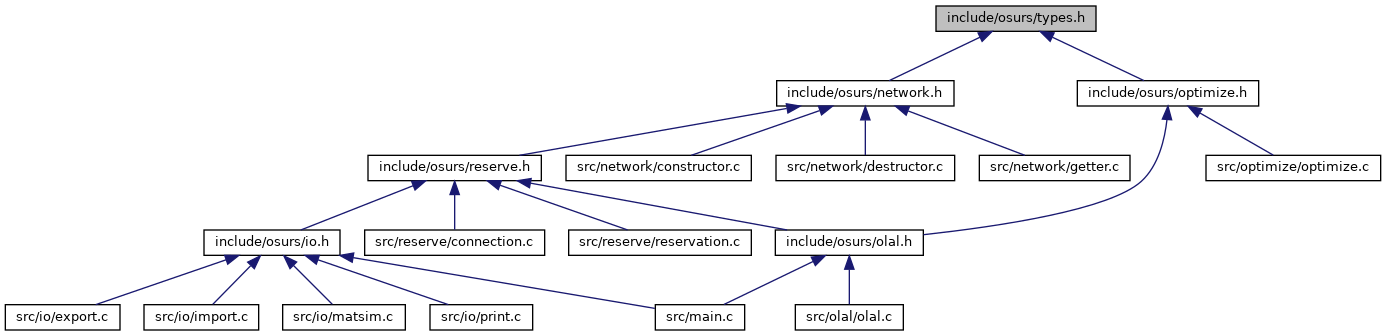 include/osurs/types.h
include/osurs/network.h
include/osurs/optimize.h
include/osurs/reserve.h
src/network/constructor.c
src/network/destructor.c
src/network/getter.c
src/optimize/optimize.c
include/osurs/io.h
src/reserve/connection.c
src/reserve/reservation.c
include/osurs/olal.h
src/io/export.c
src/io/import.c
src/io/matsim.c
src/io/print.c
src/main.c
src/olal/olal.c